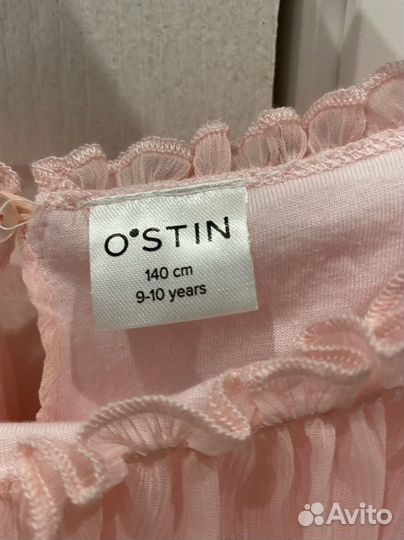 O'STIN
140 cm
9-10 years
Avito